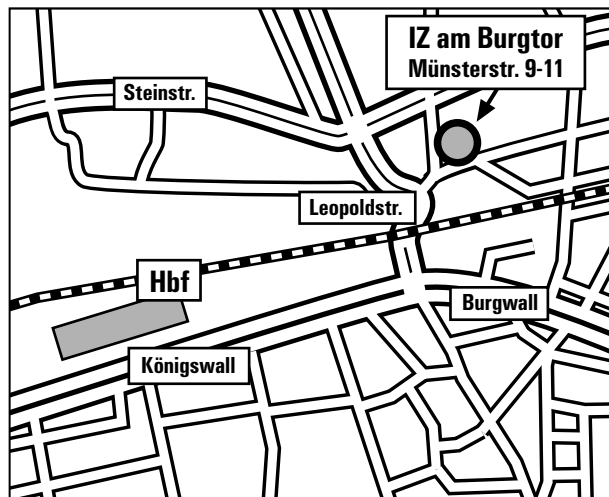 IZ am Burgtor
Münsterstr. 9-11
Steinstr.
Leopoldstr.
Hbf
Burgwall
Königswall